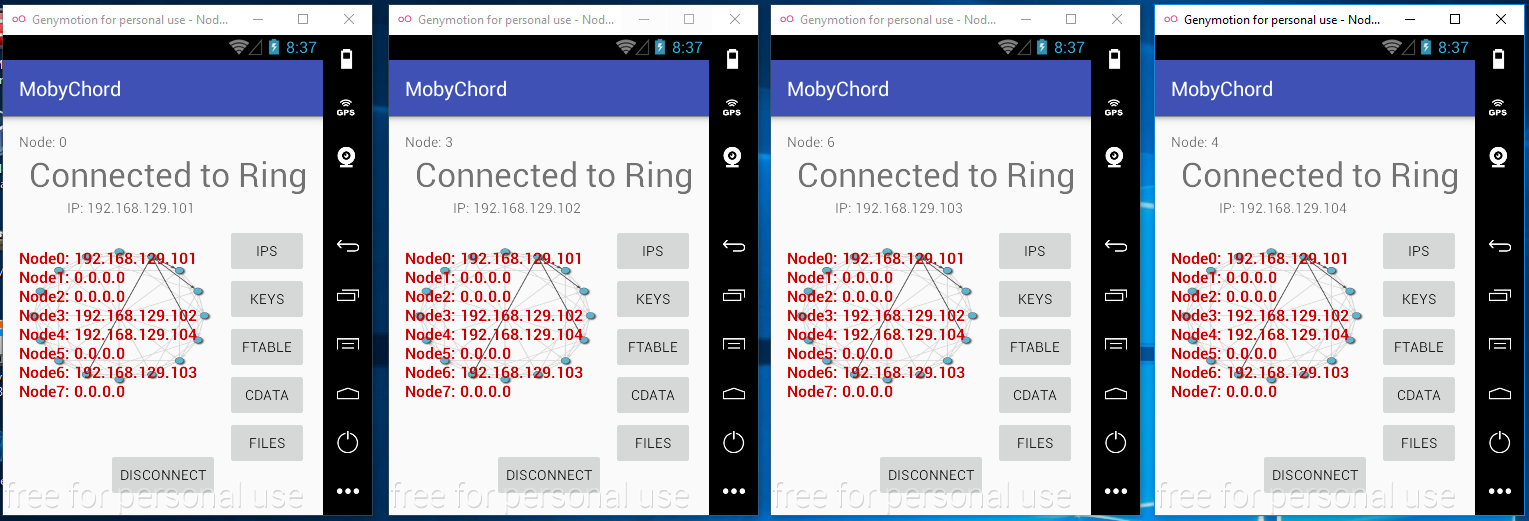 Genymotion for personal use - Nod...
8:37
GPS
MobyChord
Node: 0
Connected to Ring
IP: 192.168.129.101
Node0: 192.168.129.101
Node1: 0.0.0.0
Node2: 0.0.0.0
Node3: 192.168.129.102
Node4: 192.168.129.104
Node5: 0.0.0.0
Node6: 192.168.129.103
Node7: 0.0.0.0
IPS
KEYS
FTABLE
CDATA
FILES
DISCONNECT
free for personal use
Genymotion for personal use - Nod...
8:37
GPS
MobyChord
Node: 3
Connected to Ring
IP: 192.168.129.102
Node0: 192.168.129.101
Node1: 0.0.0.0
Node2: 0.0.0.0
Node3: 192.168.129.102
Node4: 192.168.129.104
Node5: 0.0.0.0
Node6: 192.168.129.103
Node7: 0.0.0.0
IPS
KEYS
FTABLE
CDATA
FILES
DISCONNECT
free for personal use
Genymotion for personal use - Nod...
8:37
GPS
MobyChord
Node: 6
Connected to Ring
IP: 192.168.129.103
Node0: 192.168.129.101
Node1: 0.0.0.0
Node2: 0.0.0.0
Node3: 192.168.129.102
Node4: 192.168.129.104
Node5: 0.0.0.0
Node6: 192.168.129.103
Node7: 0.0.0.0
IPS
KEYS
FTABLE
CDATA
FILES
DISCONNECT
free for personal use
Genymotion for personal use - Nod...
8:37
GPS
MobyChord
Node: 4
Connected to Ring
IP: 192.168.129.104
Node0: 192.168.129.101
Node1: 0.0.0.0
Node2: 0.0.0.0
Node3: 192.168.129.102
Node4: 192.168.129.104
Node5: 0.0.0.0
Node6: 192.168.129.103
Node7: 0.0.0.0
IPS
KEYS
FTABLE
CDATA
FILES
DISCONNECT
free for personal use